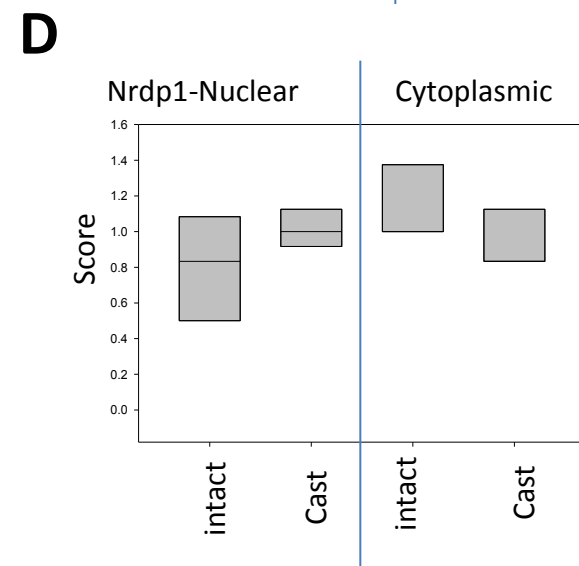 D
Nrdp1-Nuclear
Cytoplasmic
1.6
1.4
1.2
1.0
0.8
0.6
0.4
0.2
0.0
Score
intact
Cast
intact
Cast